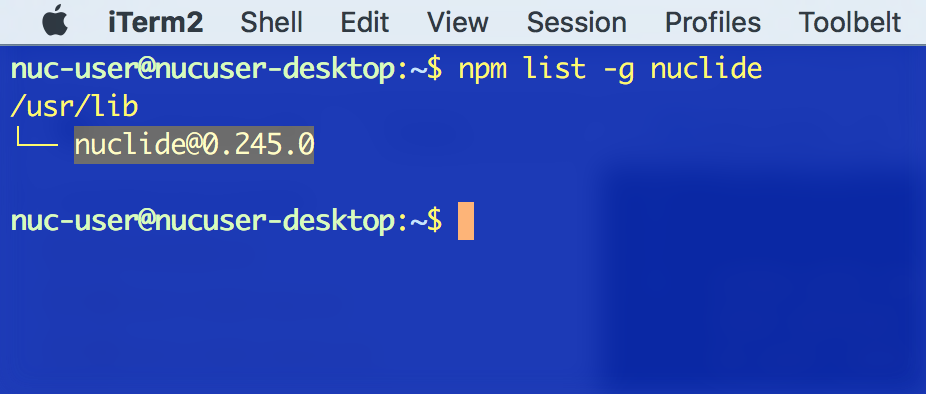 iTerm2 Shell Edit View Session Profiles Toolbelt
nuc-user@nucuser-desktop:~$ npm list -g nuclide
/usr/lib
└── nuclide@0.245.0
nuc-user@nucuser-desktop:~$